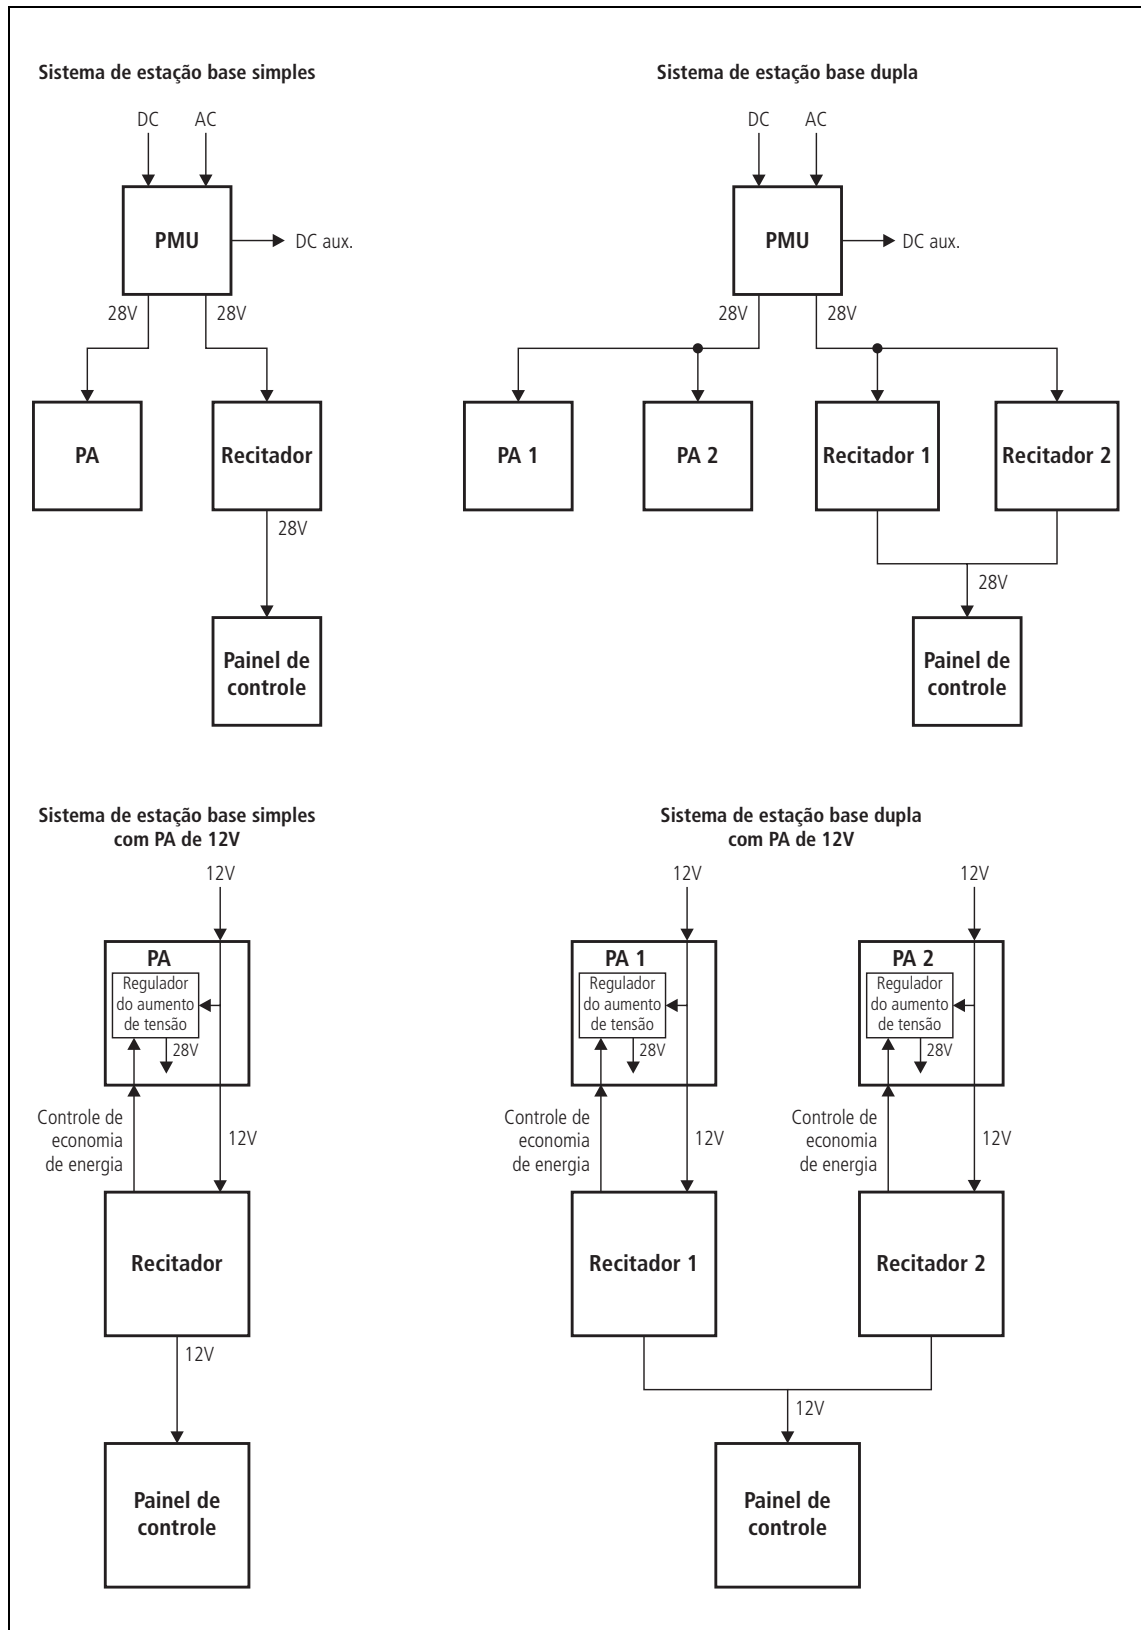 Sistema de estação base simples
DC
AC
PMU
DC aux.
28V
28V
PA
Recitador
28V
Painel de
controle
Sistema de estação base dupla
DC
AC
PMU
DC aux.
28V
28V
PA 1
PA 2
Recitador 1
Recitador 2
28V
Painel de
controle
Sistema de estação base simples
com PA de 12V
12V
PA
Regulador
do aumento
de tensão
28V
Controle de
economia
de energia
12V
Recitador
12V
Painel de
controle
Sistema de estação base dupla
com PA de 12V
12V
12V
PA 1
Regulador
do aumento
de tensão
28V
PA 2
Regulador
do aumento
de tensão
28V
Controle de
economia
de energia
12V
Controle de
economia
de energia
12V
Recitador 1
Recitador 2
12V
Painel de
controle